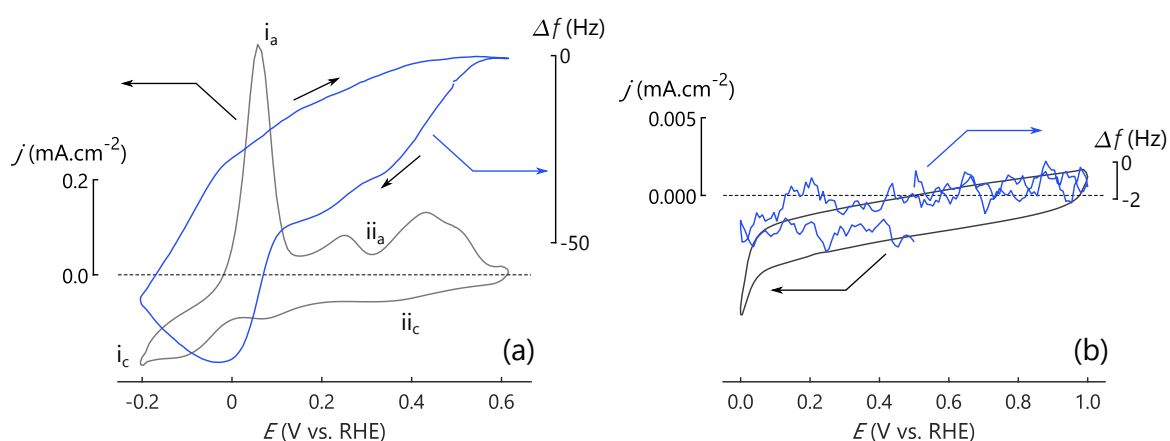 i_a
Δf (Hz)
0
j (mA.cm⁻²)
0.2
ii_a
-50
0.0
ii_c
i_c
(a)
-0.2 0 0.2 0.4 0.6
E (V vs. RHE)
j (mA.cm⁻²)
0.005
Δf (Hz)
0
0.000
-2
(b)
0.0 0.2 0.4 0.6 0.8 1.0
E (V vs. RHE)